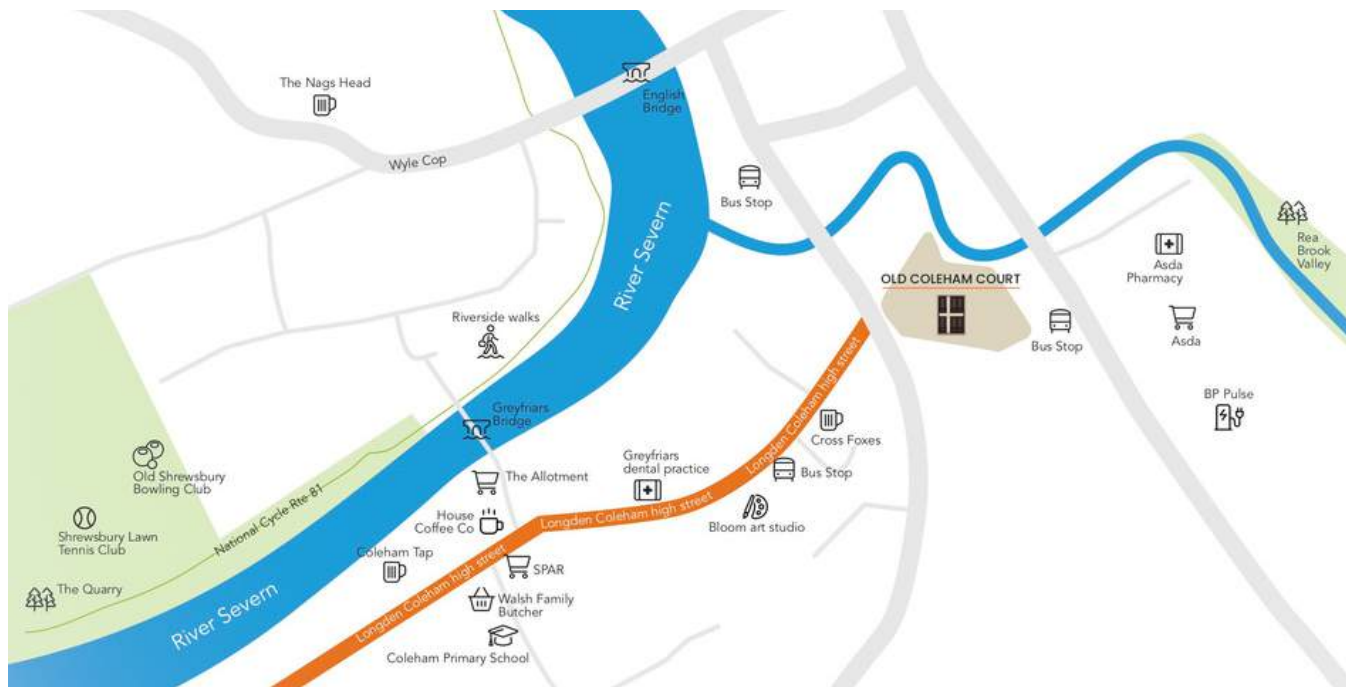 The Nags Head
Wyle Cop
English
Bridge
Bus Stop
River Severn
Rea
Brook
Valley
Asda
Pharmacy
OLD COLEHAM COURT
Bus Stop
Asda
Riverside walks
BP Pulse
Greyfriars
Bridge
Longden Coleham high street
Cross Foxes
Greyfriars
dental practice
Bus Stop
The Allotment
Old Shrewsbury
Bowling Club
National Cycle Rte 81
House
Coffee Co
Longden Coleham high street
Bloom art studio
Shrewsbury Lawn
Tennis Club
Coleham Tap
SPAR
The Quarry
River Severn
Longden Coleham high street
Walsh Family
Butcher
Coleham Primary School